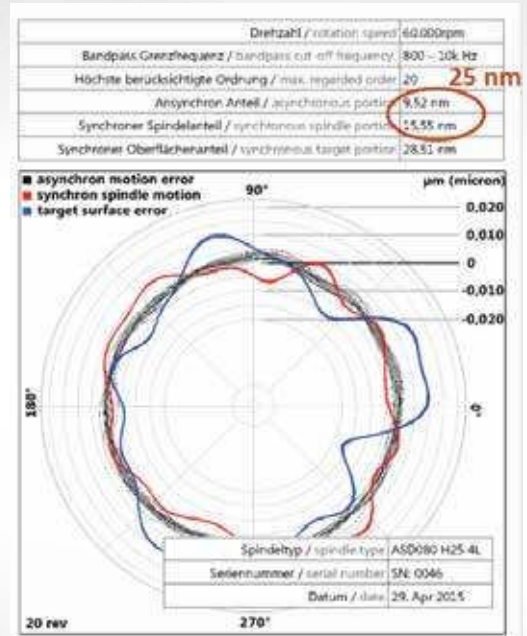 Drehzahl / rotation speed 60.000rpm
Bandpass Grenzfrequenz / bandpass cut-off frequency 800 – 10k Hz
Höchste berücksichtigte Ordnung / max. regarded order 20
25 nm
Asynchron Anteil / asynchronous portion 9,52 nm
Synchroner Spindelanteil / synchronous spindle portion 15,55 nm
Synchroner Oberflächenanteil / synchronous target portion 28,51 nm
asynchron motion error
synchron spindle motion
target surface error
90°
µm (micron)
0,020
0,010
0
-0,010
-0,020
180°
0°
Spindeltyp / spindle type ASD080 H25 4L
Seriennummer / serial number SN: 0046
Datum / date 29. Apr 2015
20 rev
270°